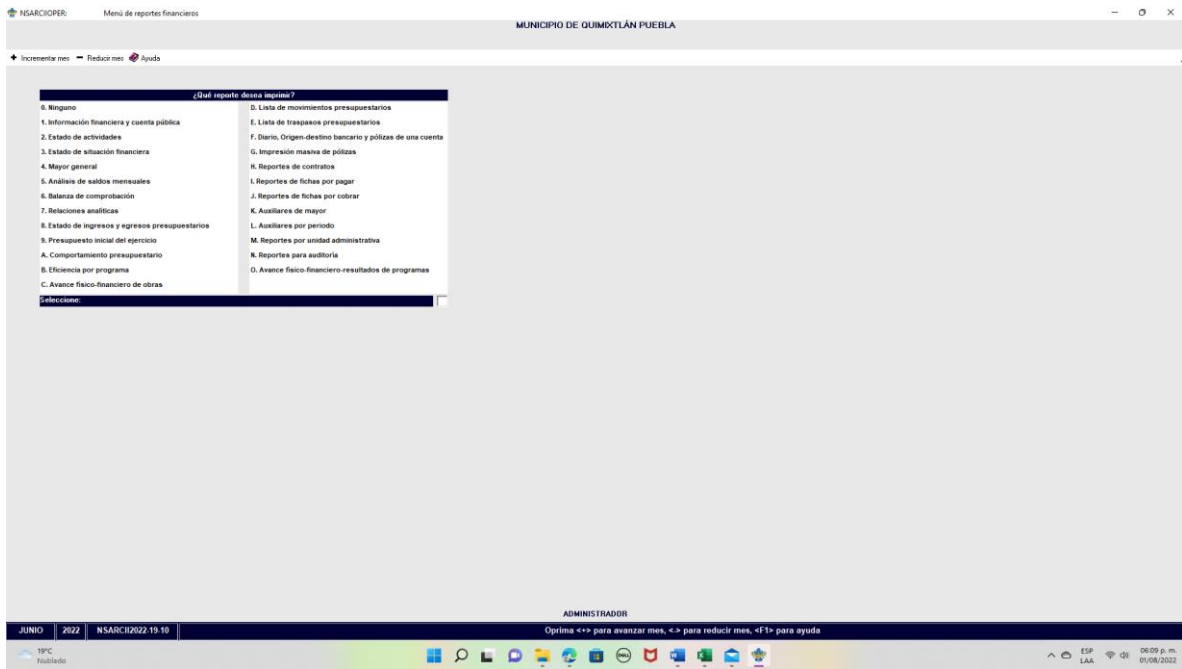 NSARCIIOPER: Menú de reportes financieros
MUNICIPIO DE QUIMIXTLÁN PUEBLA
Incrementar mes Reducir mes Ayuda
¿Qué reporte desea imprimir?
0. Ninguno
1. Información financiera y cuenta pública
2. Estado de actividades
3. Estado de situación financiera
4. Mayor general
5. Análisis de saldos mensuales
6. Balanza de comprobación
7. Relaciones analíticas
8. Estado de ingresos y egresos presupuestarios
9. Presupuesto inicial del ejercicio
A. Comportamiento presupuestario
B. Eficiencia por programa
C. Avance físico-financiero de obras
D. Lista de movimientos presupuestarios
E. Lista de traspasos presupuestarios
F. Diario, Origen-destino bancario y pólizas de una cuenta
G. Impresión masiva de pólizas
H. Reportes de contratos
I. Reportes de fichas por pagar
J. Reportes de fichas por cobrar
K. Auxiliares de mayor
L. Auxiliares por periodo
M. Reportes por unidad administrativa
N. Reportes para auditoría
O. Avance físico-financiero-resultados de programas
Seleccione:
ADMINISTRADOR
JUNIO 2022 NSARCII2022-19-10 Oprima <+> para avanzar mes, <-> para reducir mes, <F1> para ayuda
19°C
Nublado
DELL
ESP
LAA
06:09 p. m.
01/08/2022